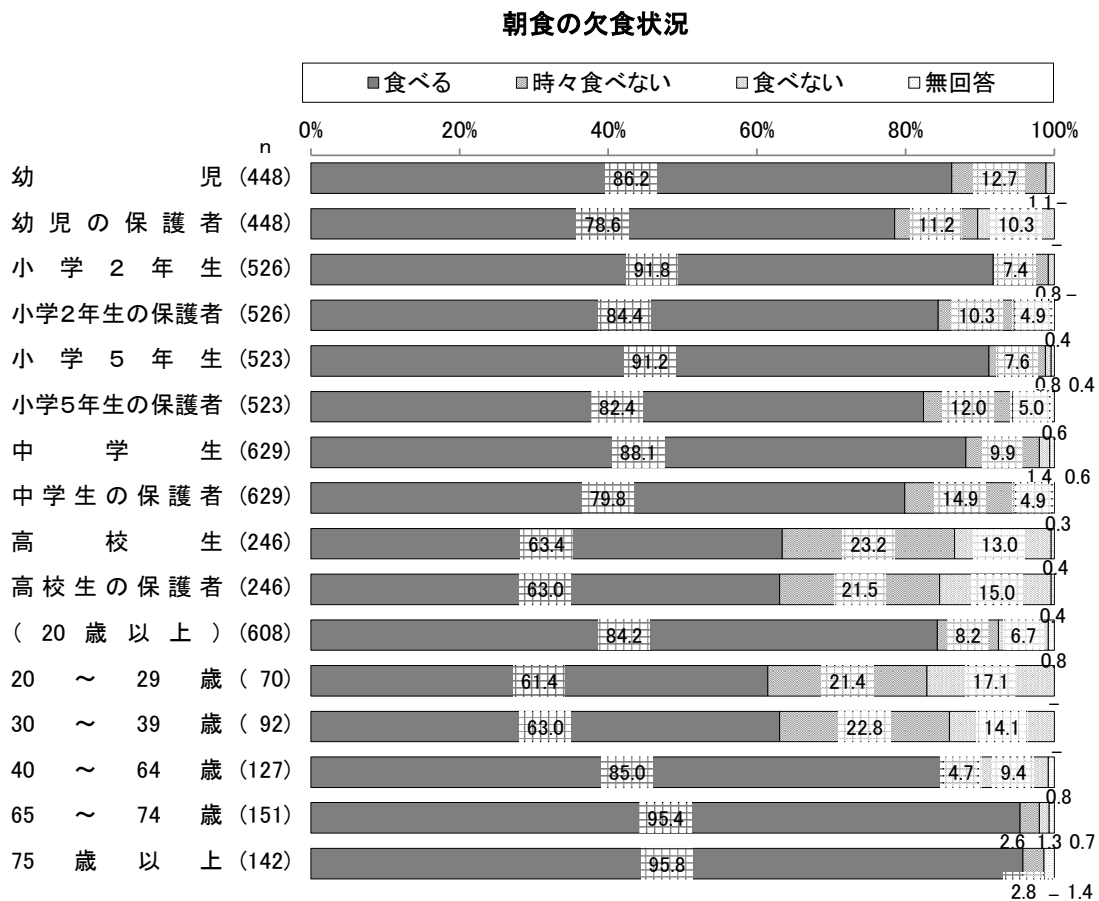 朝食の欠食状況
■食べる ▨時々食べない □食べない □無回答
0% 20% 40% 60% 80% 100%
n
幼児 (448) 86.2 12.7
1.1 –
幼児の保護者 (448) 78.6 11.2 10.3
–
小学2年生 (526) 91.8 7.4
0.8 –
小学2年生の保護者 (526) 84.4 10.3 4.9
0.4
小学5年生 (523) 91.2 7.6
0.8 0.4
小学5年生の保護者 (523) 82.4 12.0 5.0
0.6
中学生 (629) 88.1 9.9
1.4 0.6
中学生の保護者 (629) 79.8 14.9 4.9
0.3
高校生 (246) 63.4 23.2 13.0
0.4
高校生の保護者 (246) 63.0 21.5 15.0
0.4
(20歳以上) (608) 84.2 8.2 6.7
0.8
20～29歳 ( 70) 61.4 21.4 17.1
–
30～39歳 ( 92) 63.0 22.8 14.1
–
40～64歳 (127) 85.0 4.7 9.4
0.8
65～74歳 (151) 95.4
2.6 1.3 0.7
75歳以上 (142) 95.8
2.8 – 1.4